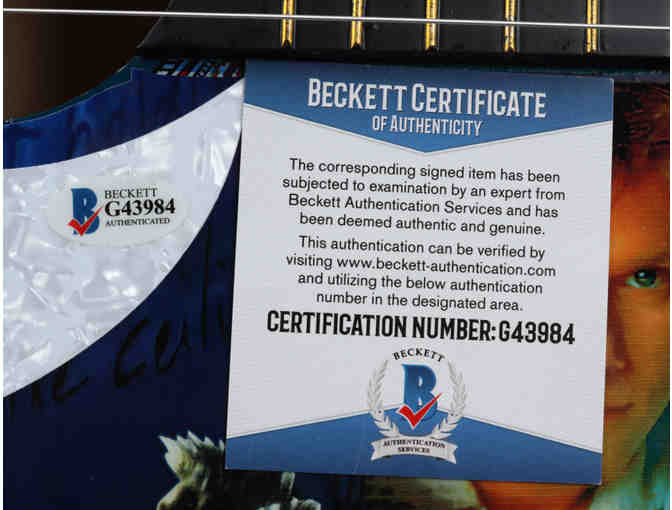 BECKETT CERTIFICATE
OF AUTHENTICITY
The corresponding signed item has been
subjected to examination by an expert from
Beckett Authentication Services and has
been deemed authentic and genuine.
This authentication can be verified by
visiting www.beckett-authentication.com
and utilizing the below authentication
number in the designated area.
CERTIFICATION NUMBER: G43984
BECKETT
B
AUTHENTICATION
SERVICES
B
BECKETT
G43984
AUTHENTICATED